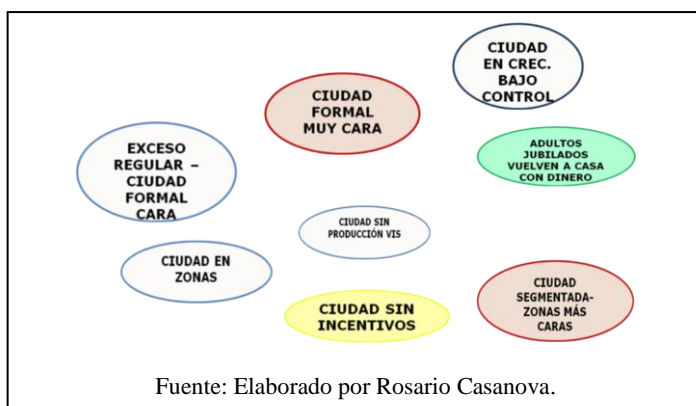 CIUDAD
EN CREC.
BAJO
CONTROL
CIUDAD
FORMAL
MUY CARA
EXCESO
REGULAR –
CIUDAD
FORMAL
CARA
ADULTOS
JUBILADOS
VUELVEN A CASA
CON DINERO
CIUDAD SIN
PRODUCCIÓN VIS
CIUDAD EN
ZONAS
CIUDAD SIN
INCENTIVOS
CIUDAD
SEGMENTADA-
ZONAS MÁS
CARAS
Fuente: Elaborado por Rosario Casanova.